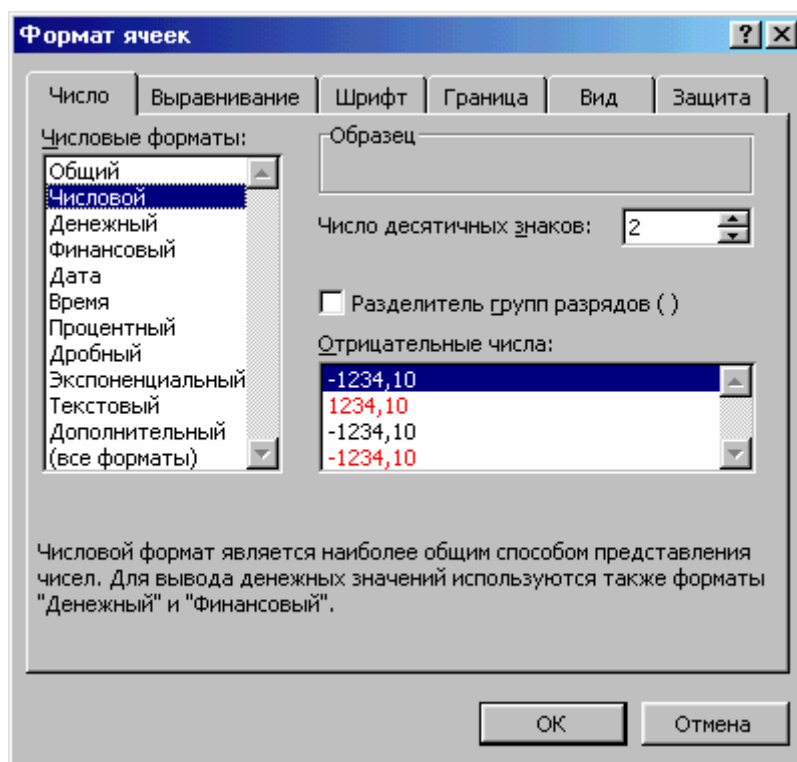 Формат ячеек
Число Выравнивание Шрифт Граница Вид Защита
Числовые форматы:
Общий
Числовой
Денежный
Финансовый
Дата
Время
Процентный
Дробный
Экспоненциальный
Текстовый
Дополнительный
(все форматы)
Образец
Число десятичных знаков: 2
Разделитель групп разрядов ( )
Отрицательные числа:
-1234,10
1234,10
-1234,10
-1234,10
Числовой формат является наиболее общим способом представления
чисел. Для вывода денежных значений используются также форматы
"Денежный" и "Финансовый".
ОК Отмена